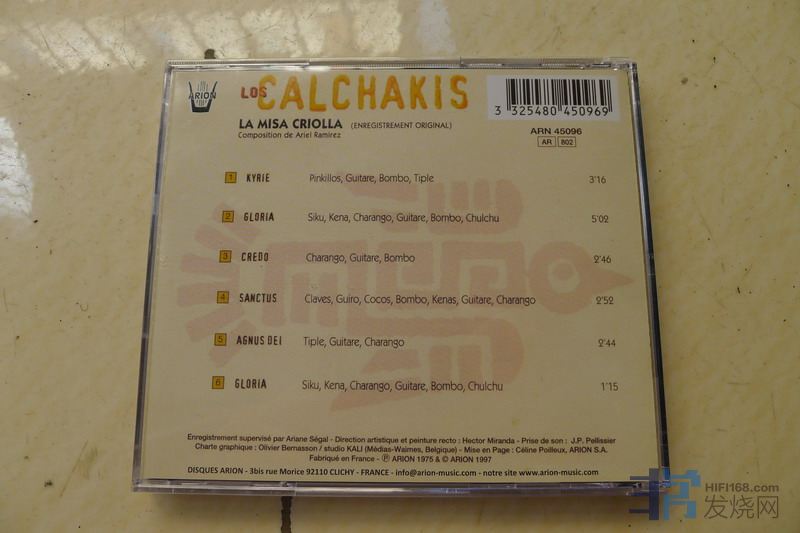 ARION
LOS CALCHAKIS
LA MISA CRIOLLA (ENREGISTREMENT ORIGINAL)
Composition de Ariel Ramirez
3 325480 450969
ARN 45096
AR 802
1 KYRIE Pinkillos, Guitare, Bombo, Tiple 3'16
2 GLORIA Siku, Kena, Charango, Guitare, Bombo, Chulchu 5'02
3 CREDO Charango, Guitare, Bombo 2'46
4 SANCTUS Claves, Guiro, Cocos, Bombo, Kenas, Guitare, Charango 2'52
5 AGNUS DEI Tiple, Guitare, Charango 2'44
6 GLORIA Siku, Kena, Charango, Guitare, Bombo, Chulchu 1'15
Enregistrement supervisé par Ariane Ségal - Direction artistique et peinture recto : Hector Miranda - Prise de son : J.P. Pellissier
Charte graphique : Olivier Bernasson / studio KALI (Médias-Waimes, Belgique) - Mise en Page : Céline Poilleux, ARION S.A.
Fabriqué en France - ℗ ARION 1975 & © ARION 1997
DISQUES ARION - 3bis rue Morice 92110 CLICHY - FRANCE - info@arion-music.com - notre site www.arion-music.com
HIFI168.com
发烧网